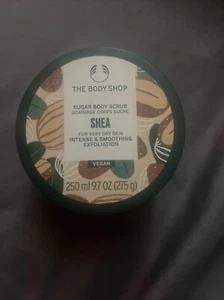 THE BODY SHOP
SUGAR BODY SCRUB
GOMMAGE CORPS SUCRÉ
SHEA
FOR VERY DRY SKIN
INTENSE & SMOOTHING
EXFOLIATION
VEGAN
250 ml 9.7 OZ (275 g)